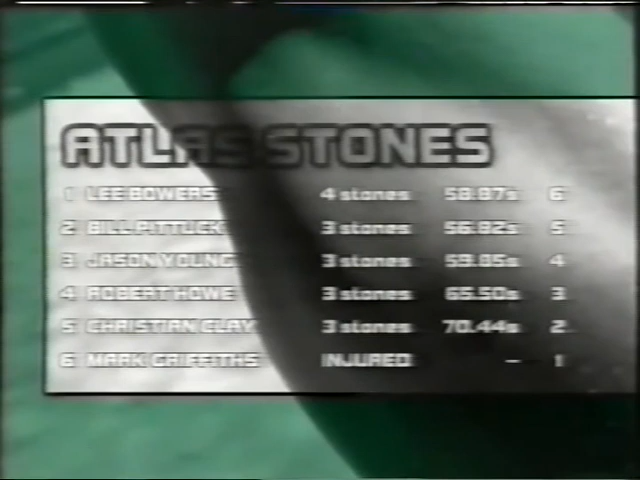 ATLAS STONES
1 LEE BOWERS 4 stones 58.87s 6
2 BILL PITTUCK 3 stones 56.82s 5
3 JASON YOUNG 3 stones 59.85s 4
4 ROBERT HOWE 3 stones 65.50s 3
5 CHRISTIAN CLAY 3 stones 70.44s 2
6 MARK GRIFFITHS INJURED – 1